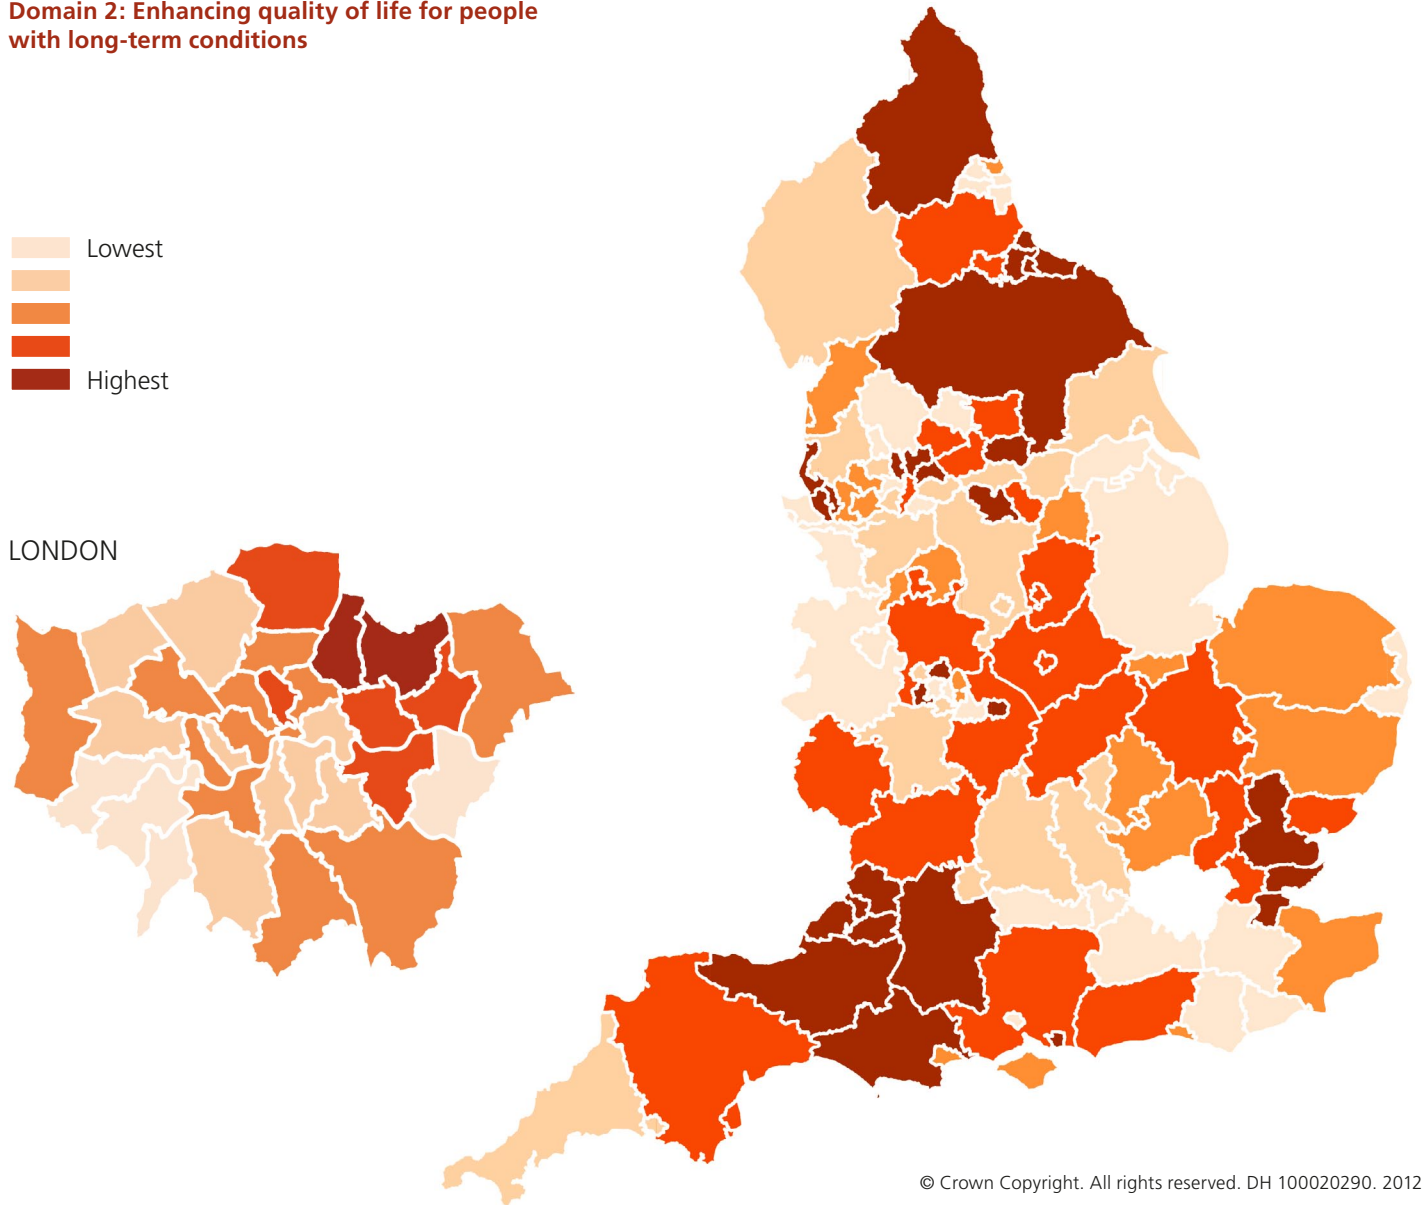 Domain 2: Enhancing quality of life for people
with long-term conditions
Lowest
Highest
LONDON
© Crown Copyright. All rights reserved. DH 100020290. 2012